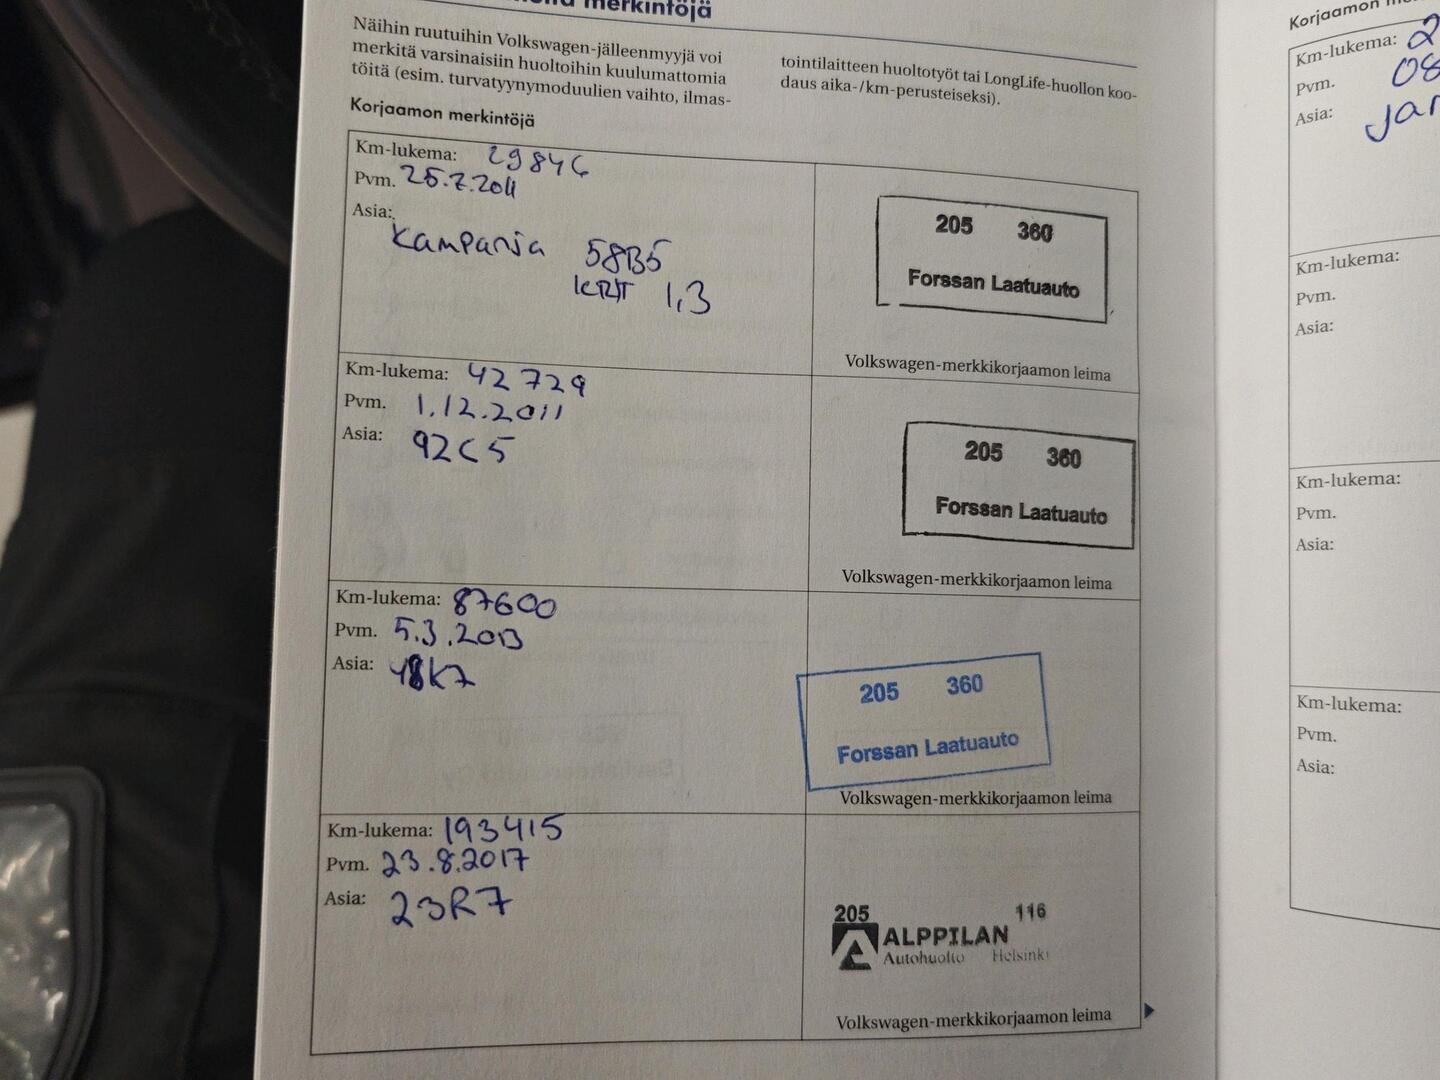 merkintöjä
Näihin ruutuihin Volkswagen-jälleenmyyjä voi
merkitä varsinaisiin huoltoihin kuulumattomia
töitä (esim. turvatyynymoduulien vaihto, ilmas-
tointilaitteen huoltotyöt tai LongLife-huollon koo-
daus aika-/km-perusteiseksi).
Korjaamon merkintöjä
Km-lukema: 29846
Pvm. 25.7.2011
Asia:
Kampanja 58B5
KRIT 1,3
205 360
Forssan Laatuauto
Volkswagen-merkkikorjaamon leima
Km-lukema: 42729
Pvm. 1.12.2011
Asia: 92C5
205 360
Forssan Laatuauto
Volkswagen-merkkikorjaamon leima
Km-lukema: 87600
Pvm. 5.3.2013
Asia: 48K7
205 360
Forssan Laatuauto
Volkswagen-merkkikorjaamon leima
Km-lukema: 193415
Pvm. 23.8.2017
Asia: 23R7
205 116
ALPPILAN
Autohuolto Helsinki
Volkswagen-merkkikorjaamon leima
Korjaamon
Km-lukema: 2
Pvm. 08
Asia:
Km-lukema:
Pvm.
Asia:
Km-lukema:
Pvm.
Asia:
Km-lukema:
Pvm.
Asia: